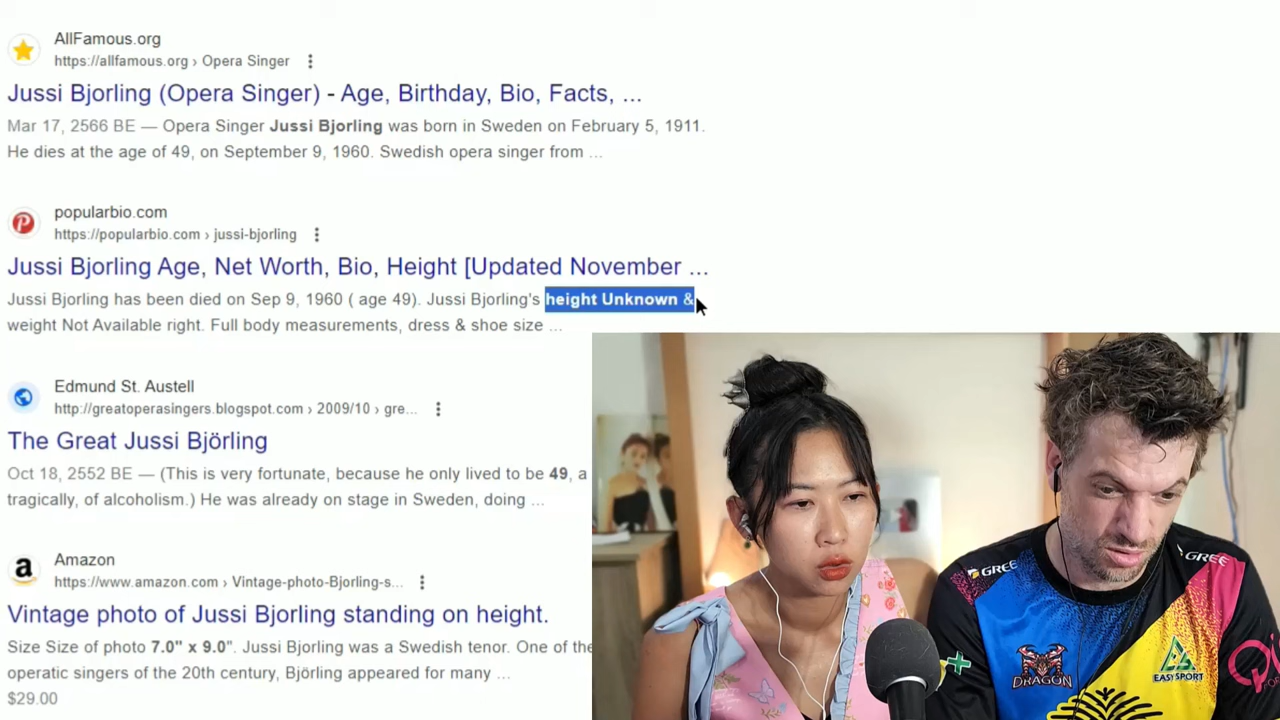 AllFamous.org
https://allfamous.org › Opera Singer
Jussi Bjorling (Opera Singer) - Age, Birthday, Bio, Facts, ...
Mar 17, 2566 BE — Opera Singer Jussi Bjorling was born in Sweden on February 5, 1911.
He dies at the age of 49, on September 9, 1960. Swedish opera singer from ...
popularbio.com
https://popularbio.com › jussi-bjorling
Jussi Bjorling Age, Net Worth, Bio, Height [Updated November ...
Jussi Bjorling has been died on Sep 9, 1960 ( age 49). Jussi Bjorling's height Unknown &
weight Not Available right. Full body measurements, dress & shoe size ...
Edmund St. Austell
http://greatoperasingers.blogspot.com › 2009/10 › gre...
The Great Jussi Björling
Oct 18, 2552 BE — (This is very fortunate, because he only lived to be 49, a
tragically, of alcoholism.) He was already on stage in Sweden, doing ...
Amazon
https://www.amazon.com › Vintage-photo-Bjorling-s...
Vintage photo of Jussi Bjorling standing on height.
Size Size of photo 7.0" x 9.0". Jussi Bjorling was a Swedish tenor. One of the
operatic singers of the 20th century, Björling appeared for many ...
$29.00
GREE
GREE
DRAGON
EASYSPORT